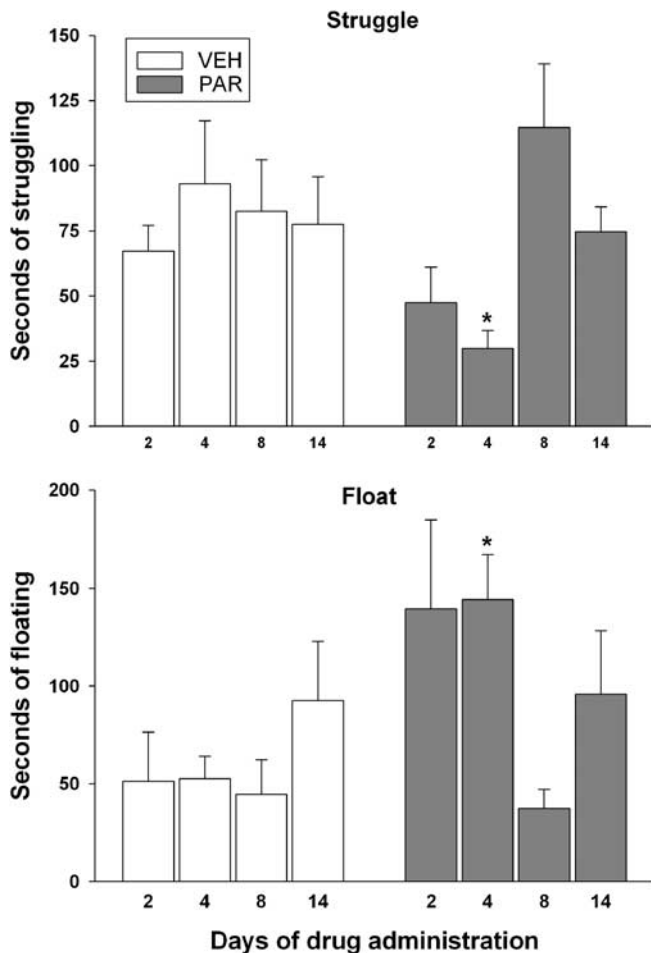 Struggle
150
125
100
75
50
25
0
Seconds of struggling
VEH
PAR
*
2 4 8 14 2 4 8 14
Float
200
150
100
50
0
Seconds of floating
*
2 4 8 14 2 4 8 14
Days of drug administration